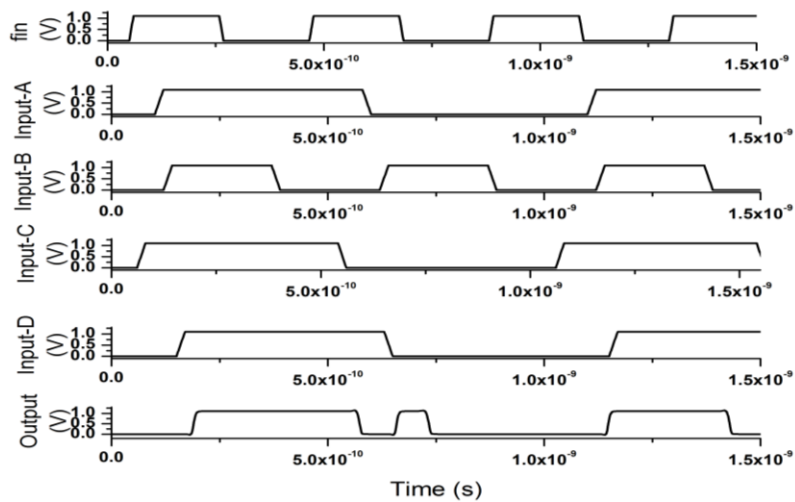 fin
(V)
1.0
0.5
0.0
0.0
5.0x10⁻¹⁰
1.0x10⁻⁹
1.5x10⁻⁹
Input-A
(V)
1.0
0.5
0.0
0.0
5.0x10⁻¹⁰
1.0x10⁻⁹
1.5x10⁻⁹
Input-B
(V)
1.0
0.5
0.0
0.0
5.0x10⁻¹⁰
1.0x10⁻⁹
1.5x10⁻⁹
Input-C
(V)
1.0
0.5
0.0
0.0
5.0x10⁻¹⁰
1.0x10⁻⁹
1.5x10⁻⁹
Input-D
(V)
1.0
0.5
0.0
0.0
5.0x10⁻¹⁰
1.0x10⁻⁹
1.5x10⁻⁹
Output
(V)
1.0
0.5
0.0
0.0
5.0x10⁻¹⁰
1.0x10⁻⁹
1.5x10⁻⁹
Time (s)